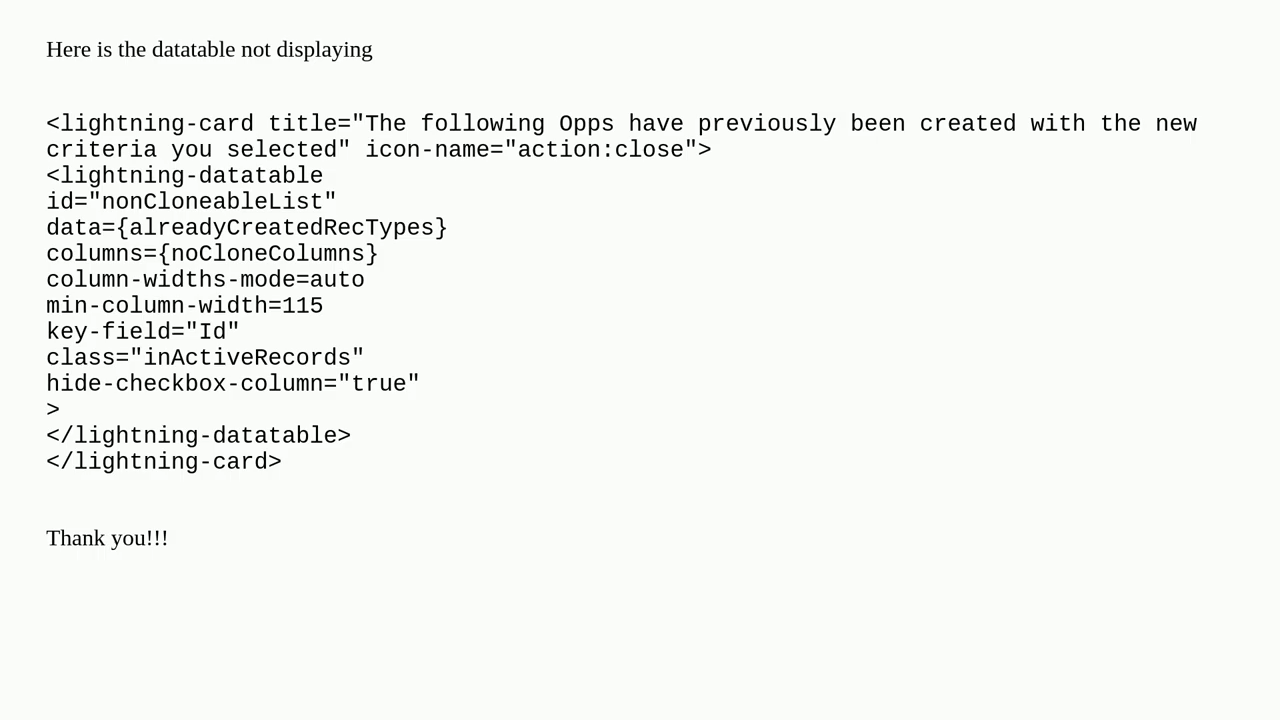 Here is the datatable not displaying
<lightning-card title="The following Opps have previously been created with the new
criteria you selected" icon-name="action:close">
<lightning-datatable
id="nonCloneableList"
data={alreadyCreatedRecTypes}
columns={noCloneColumns}
column-widths-mode=auto
min-column-width=115
key-field="Id"
class="inActiveRecords"
hide-checkbox-column="true"
>
</lightning-datatable>
</lightning-card>
Thank you!!!